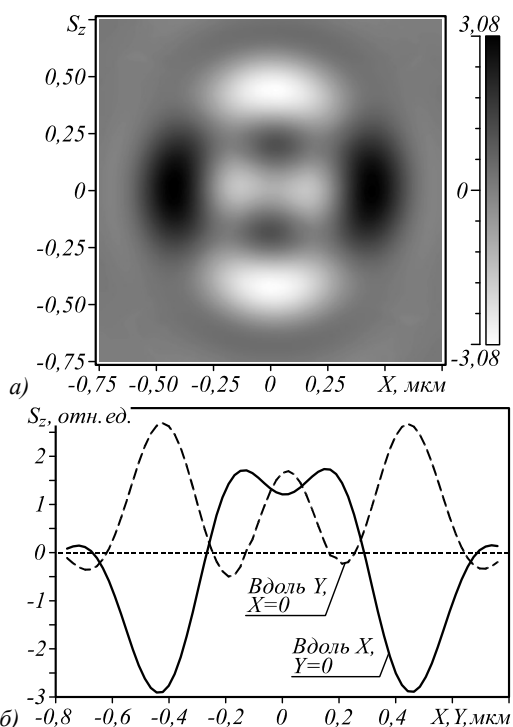 S_z
3,08
0,50
0,25
0
0
-0,25
-0,50
-0,75
-3,08
а)
-0,75 -0,50 -0,25 0 0,25 X, мкм
S_z, отн.ед.
2
1
0
-1
-2
-3
Вдоль Y,
X=0
Вдоль X,
Y=0
б)
-0,8 -0,6 -0,4 -0,2 0 0,2 0,4 X,Y,мкм